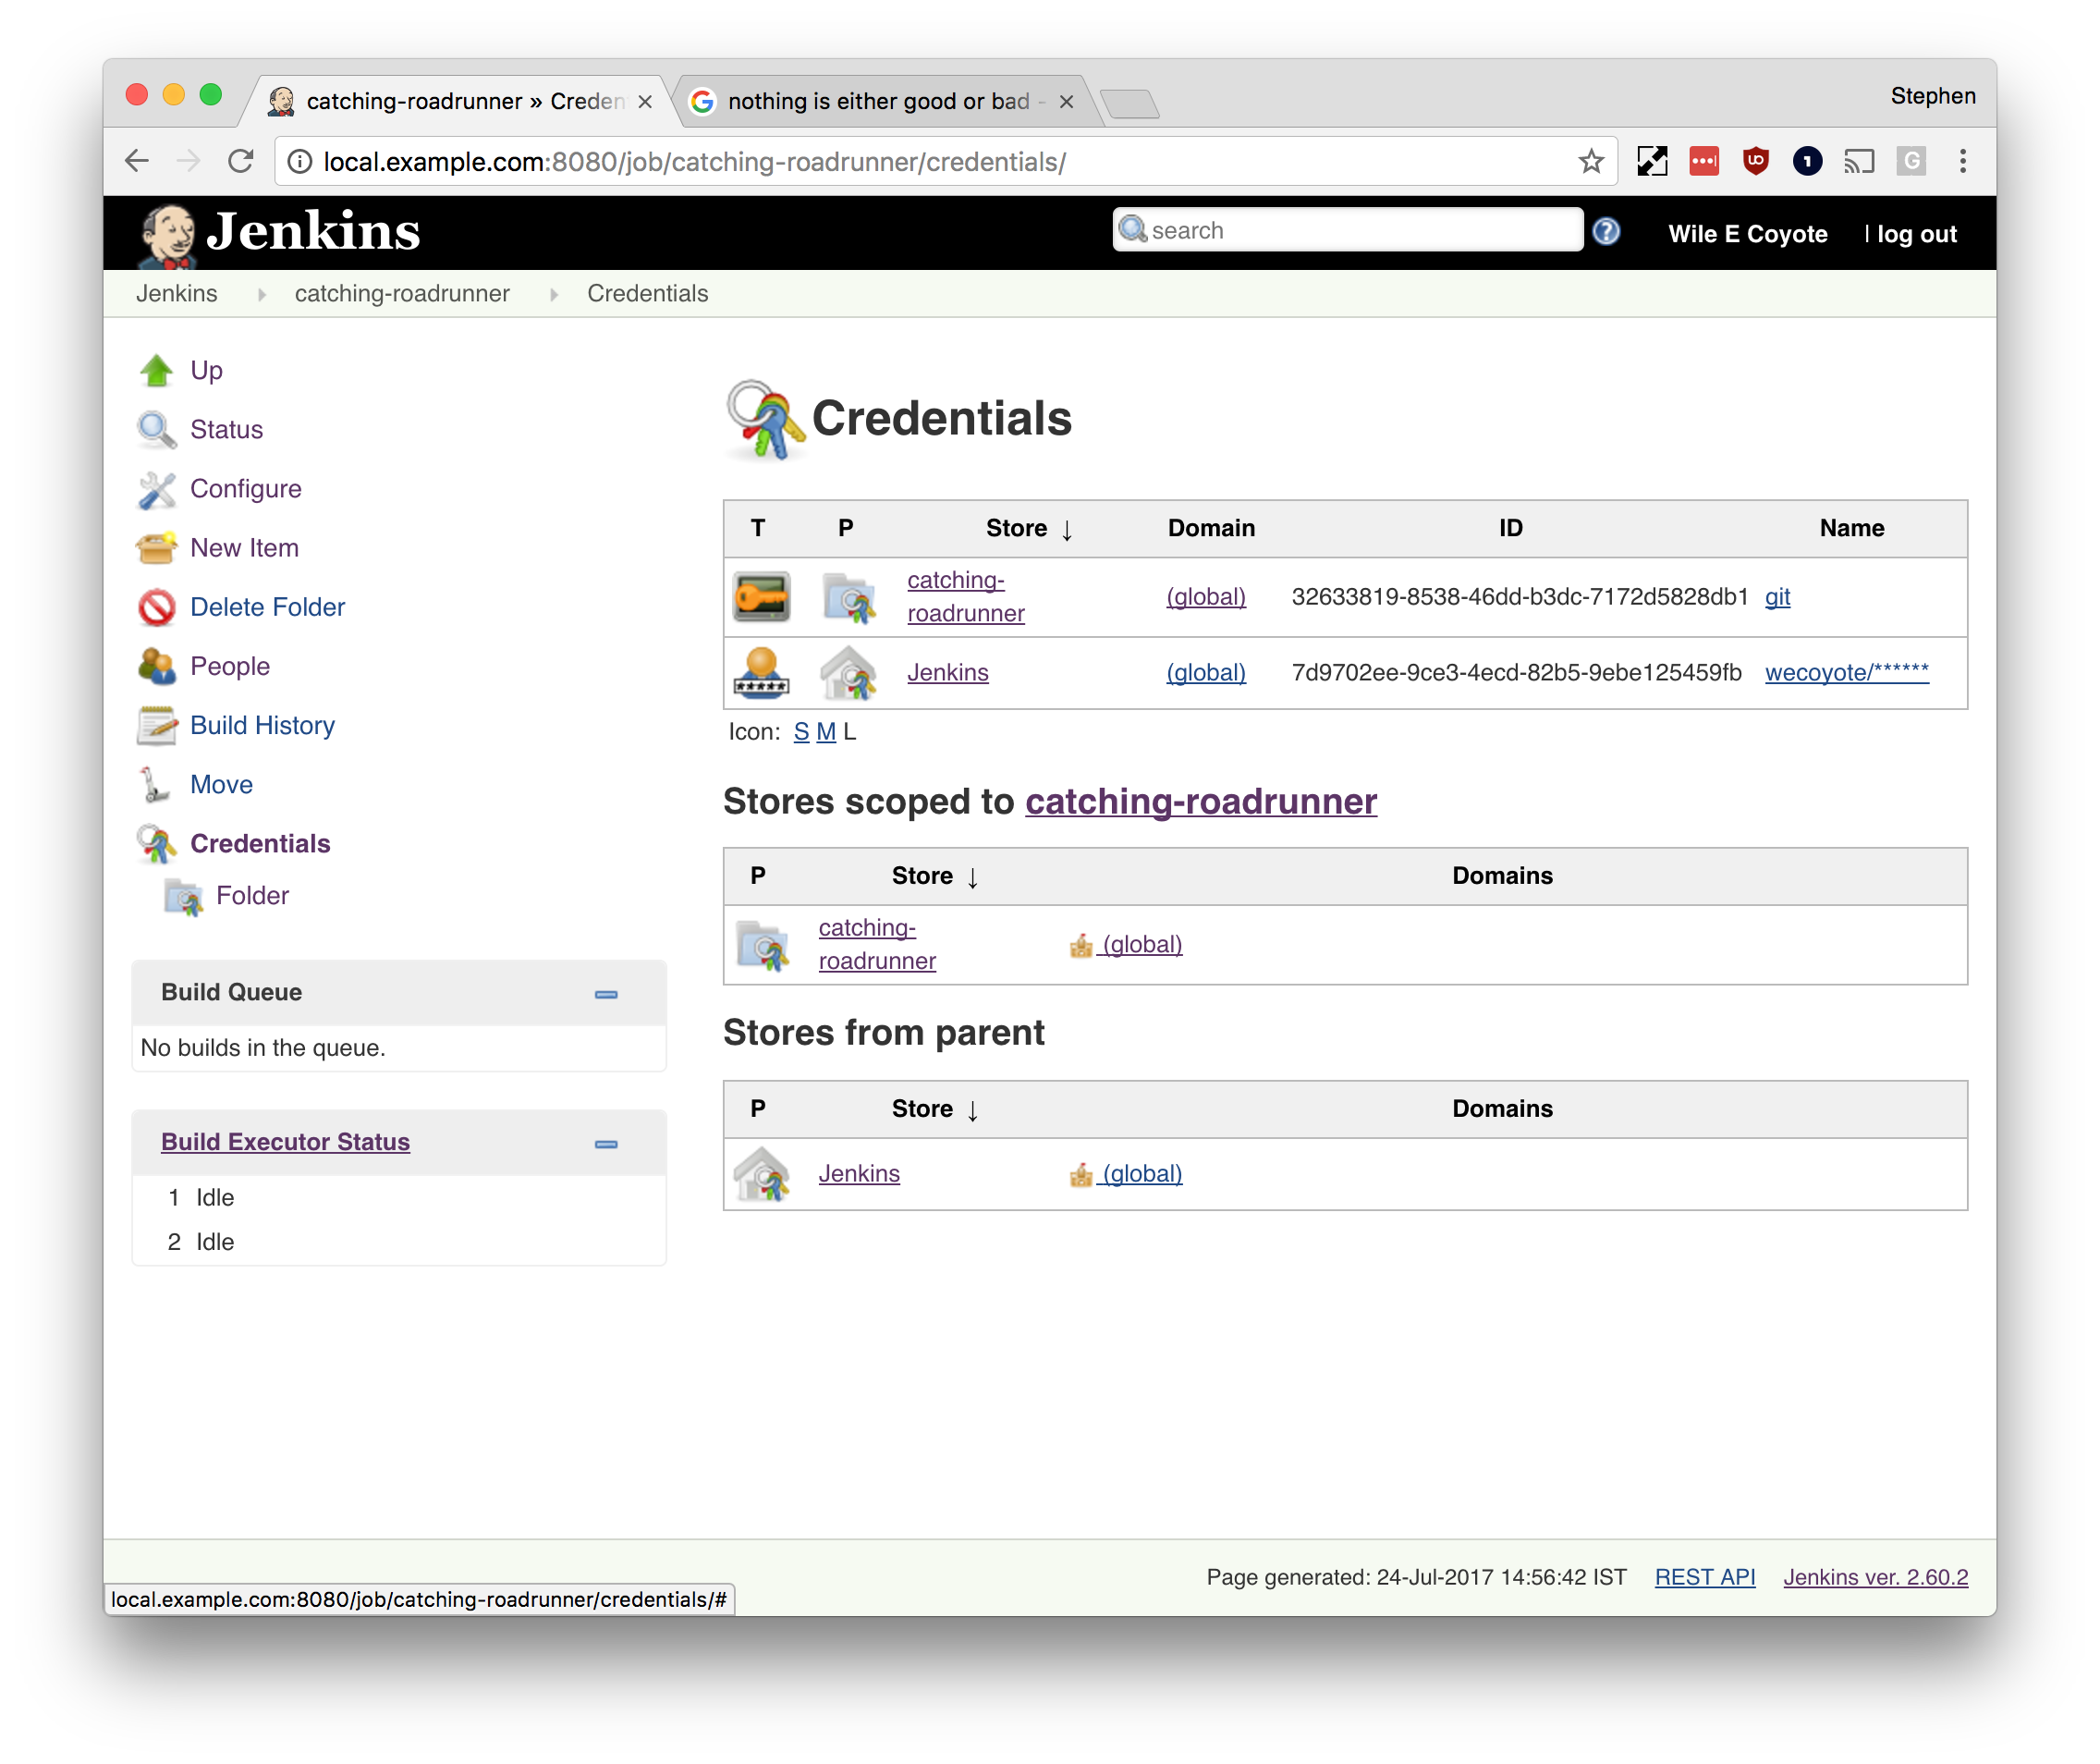 catching-roadrunner » Creden
nothing is either good or bad -
Stephen
local.example.com:8080/job/catching-roadrunner/credentials/
Jenkins
search
Wile E Coyote
| log out
Jenkins
catching-roadrunner
Credentials
Up
Status
Configure
New Item
Delete Folder
People
Build History
Move
Credentials
Folder
Build Queue
No builds in the queue.
Build Executor Status
1 Idle
2 Idle
Credentials
T P Store ↓ Domain ID Name
catching-
roadrunner
(global)
32633819-8538-46dd-b3dc-7172d5828db1
git
Jenkins (global) 7d9702ee-9ce3-4ecd-82b5-9ebe125459fb wecoyote/******
Icon: S M L
Stores scoped to catching-roadrunner
P Store ↓ Domains
catching-
roadrunner
(global)
Stores from parent
P Store ↓ Domains
Jenkins (global)
Page generated: 24-Jul-2017 14:56:42 IST REST API Jenkins ver. 2.60.2
local.example.com:8080/job/catching-roadrunner/credentials/#